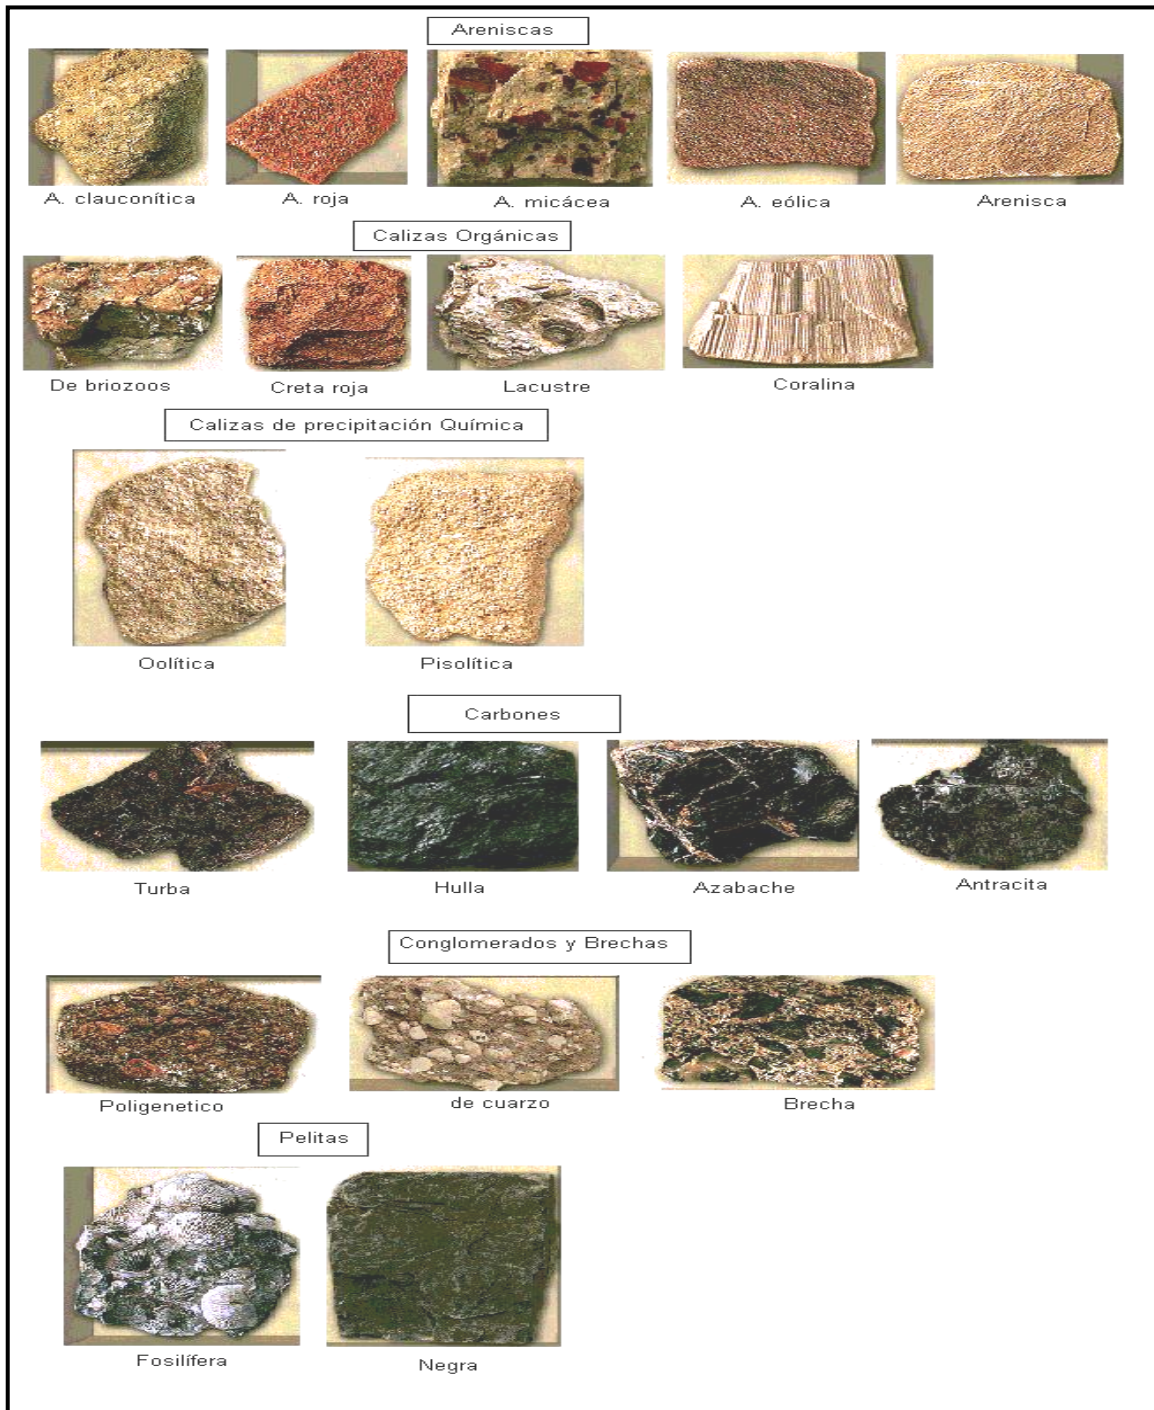 Areniscas
A. clauconítica
A. roja
A. micácea
A. eólica
Arenisca
Calizas Orgánicas
De briozoos
Creta roja
Lacustre
Coralina
Calizas de precipitación Química
Oolítica
Pisolítica
Carbones
Turba
Hulla
Azabache
Antracita
Conglomerados y Brechas
Poligenetico
de cuarzo
Brecha
Pelitas
Fosilífera
Negra